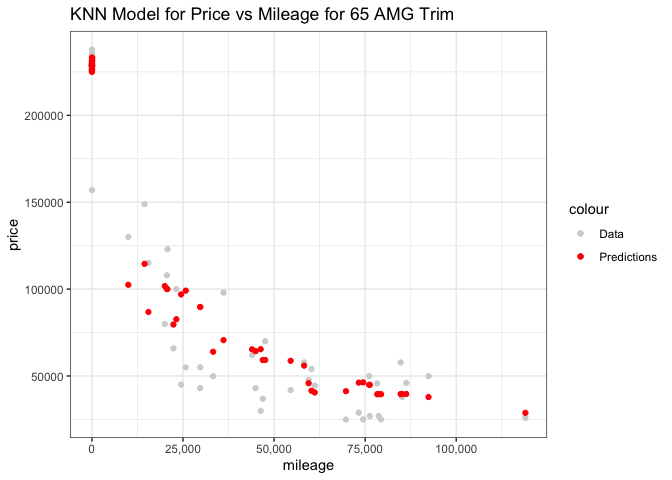 KNN Model for Price vs Mileage for 65 AMG Trim
200000
150000
100000
50000
price
0
25,000
50,000
75,000
100,000
mileage
colour
Data
Predictions